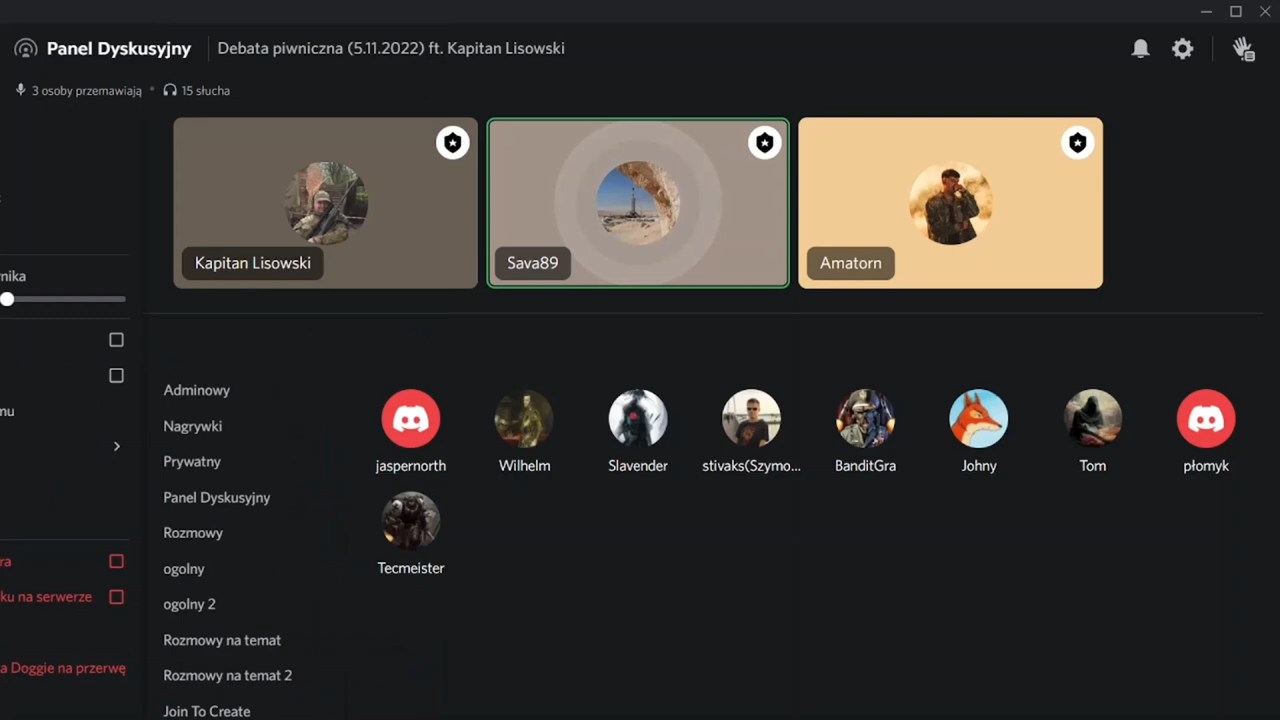 Panel Dyskusyjny
Debata piwniczna (5.11.2022) ft. Kapitan Lisowski
3 osoby przemawiają • 15 słucha
Kapitan Lisowski
Sava89
Amatorn
rnika
mu
ra
ku na serwerze
a Doggie na przerwę
Adminowy
Nagrywki
Prywatny
Panel Dyskusyjny
Rozmowy
ogolny
ogolny 2
Rozmowy na temat
Rozmowy na temat 2
Join To Create
jaspernorth
Wilhelm
Slavender
stivaks(Szymo...
BanditGra
Johny
Tom
płomyk
Tecmeister